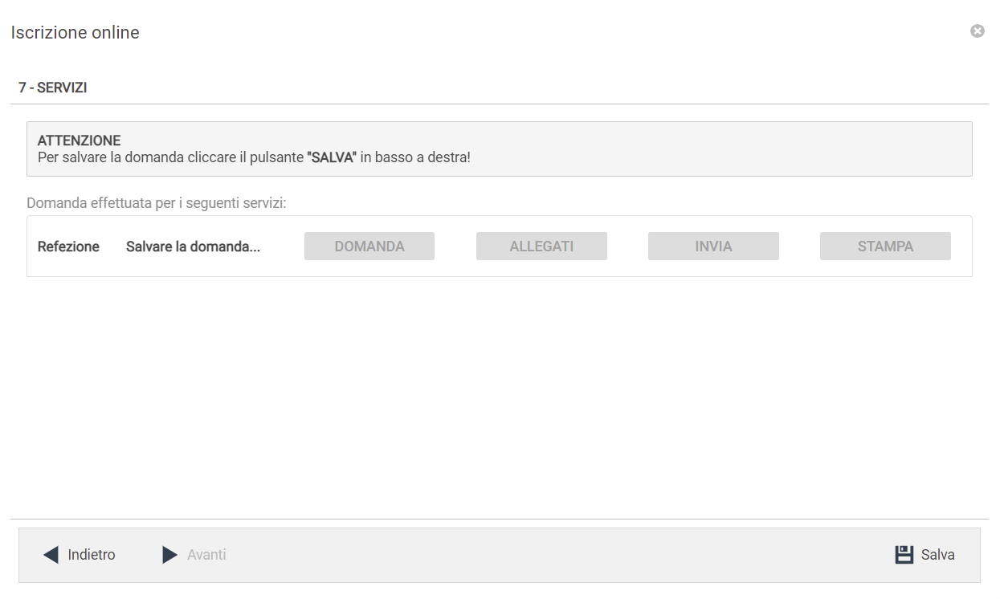 Iscrizione online
7 - SERVIZI
ATTENZIONE
Per salvare la domanda cliccare il pulsante "SALVA" in basso a destra!
Domanda effettuata per i seguenti servizi:
Refezione Salvare la domanda... DOMANDA ALLEGATI INVIA STAMPA
Indietro Avanti Salva